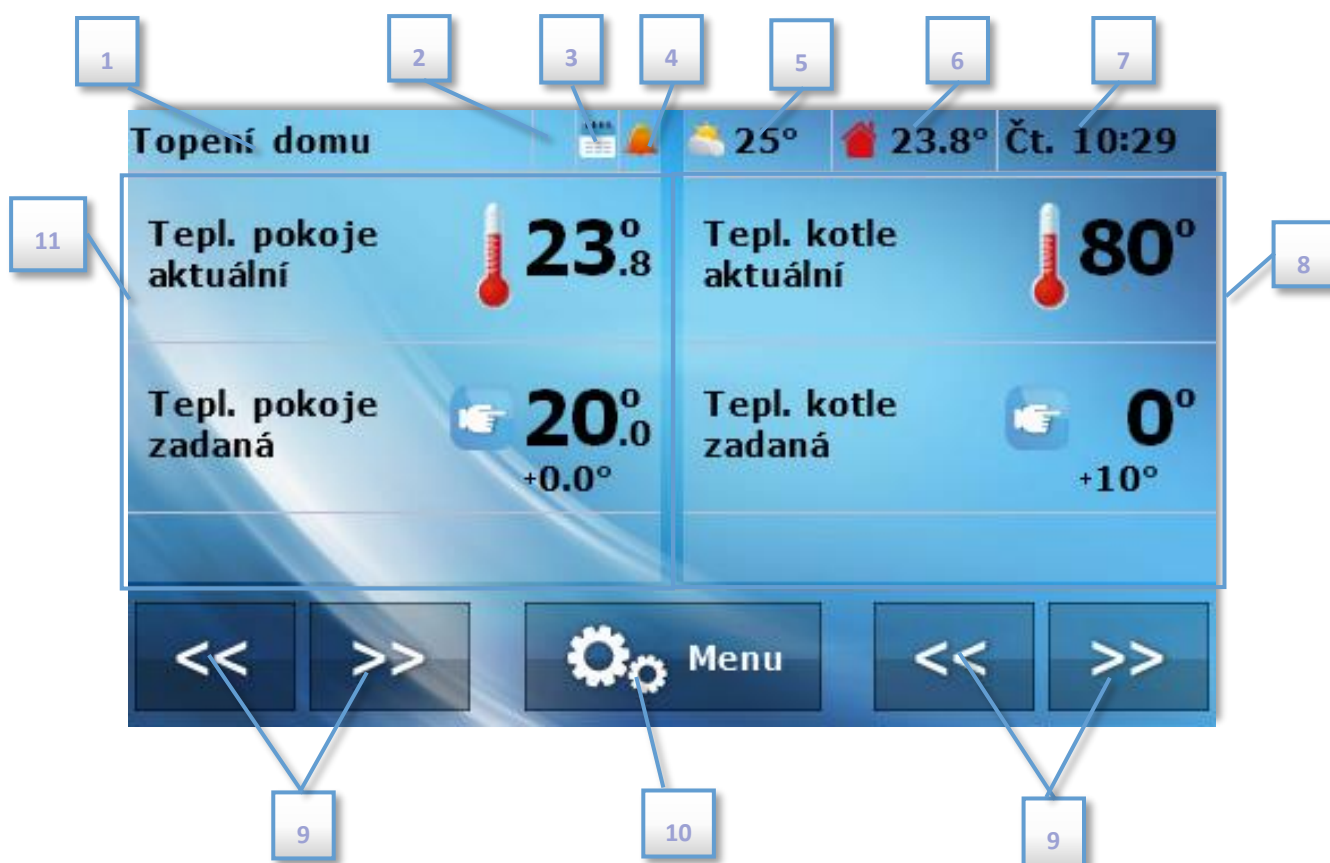 1 2 3 4 5 6 7
Topení domu 25° 23.8° Čt. 10:29
11
Tepl. pokoje
aktuální
23.8°
Tepl. kotle
aktuální
80°
8
Tepl. pokoje
zadaná
20.0°
+0.0°
Tepl. kotle
zadaná
0°
+10°
<< >> Menu << >>
9 10 9